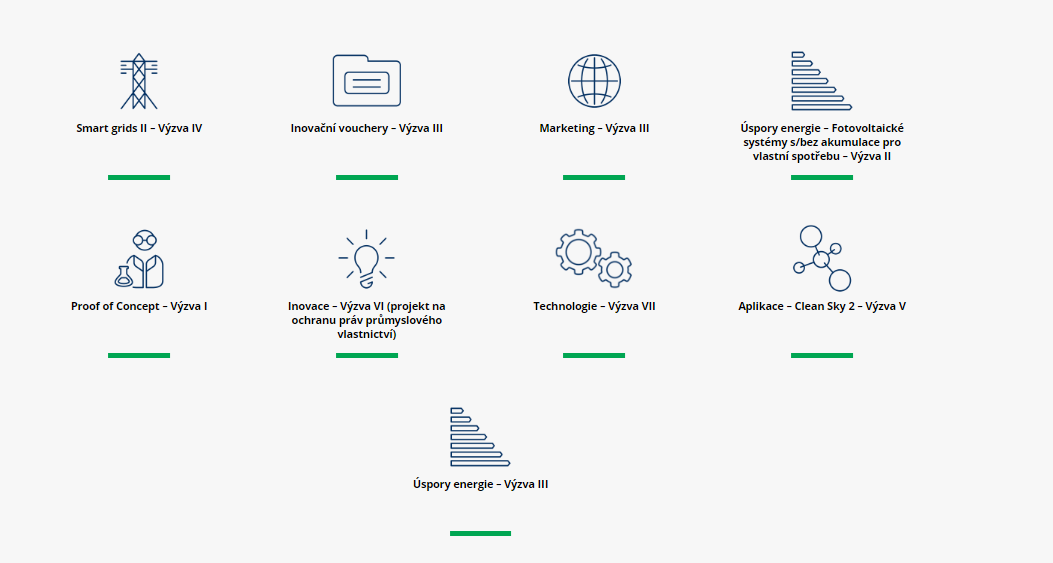 Smart grids II – Výzva IV
Inovační vouchery – Výzva III
Marketing – Výzva III
Úspory energie – Fotovoltaické
systémy s/bez akumulace pro
vlastní spotřebu – Výzva II
Proof of Concept – Výzva I
Inovace – Výzva VI (projekt na
ochranu práv průmyslového
vlastnictví)
Technologie – Výzva VII
Aplikace – Clean Sky 2 – Výzva V
Úspory energie – Výzva III